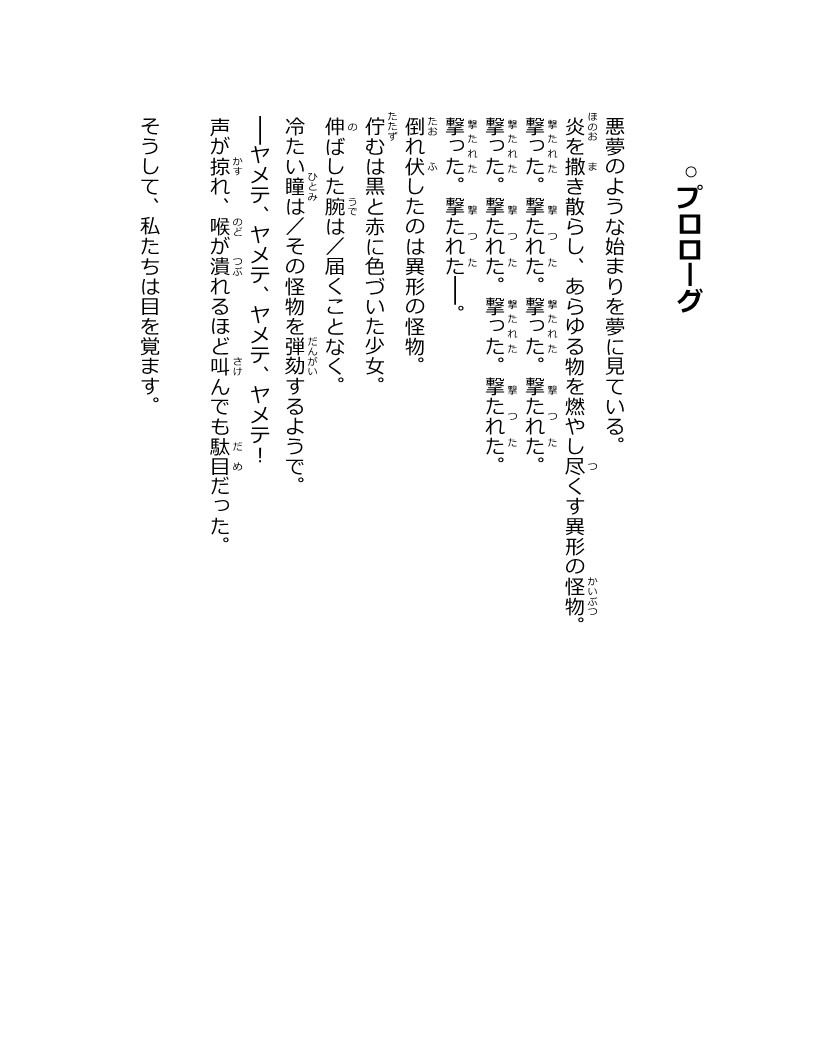 ○プロローグ
悪夢のような始まりを夢に見ている。
炎を撒き散らし、あらゆる物を燃やし尽くす異形の怪物。
撃った。撃たれた。撃った。撃たれた。
撃った。撃たれた。撃った。撃たれた。
撃った。撃たれた――。
倒れ伏したのは異形の怪物。
佇むは黒と赤に色づいた少女。
伸ばした腕は／届くことなく。
冷たい瞳は／その怪物を弾劾するようで。
――ヤメテ、ヤメテ、ヤメテ、ヤメテ！
声が掠れ、喉が潰れるほど叫んでも駄目だった。
そうして、私たちは目を覚ます。